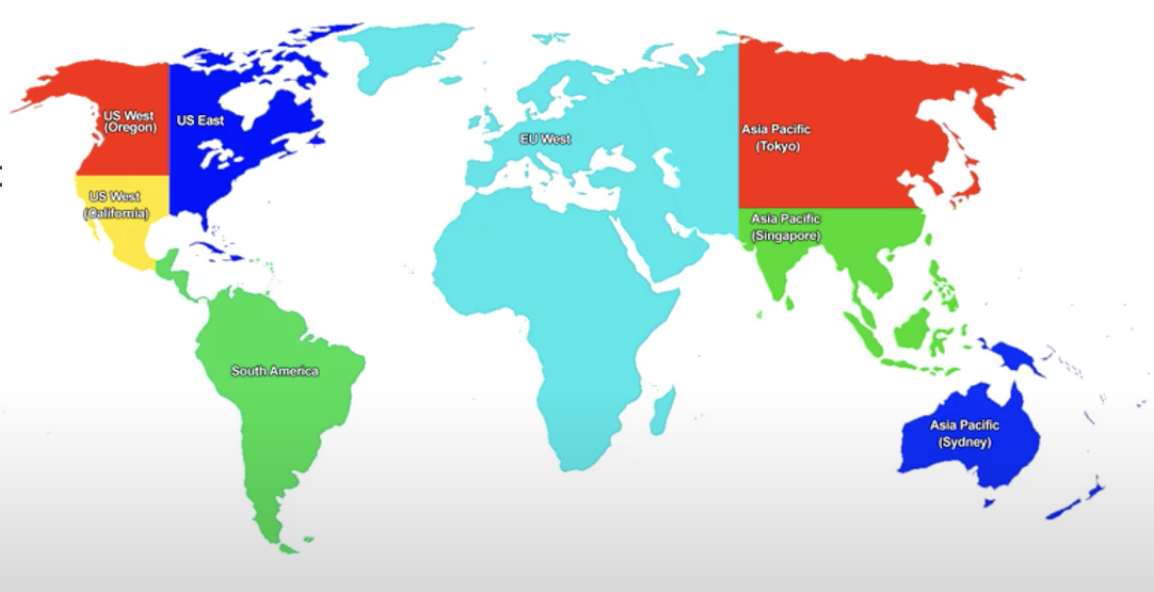 US West
(Oregon)
US East
US West
(California)
South America
EU West
Asia Pacific
(Tokyo)
Asia Pacific
(Singapore)
Asia Pacific
(Sydney)